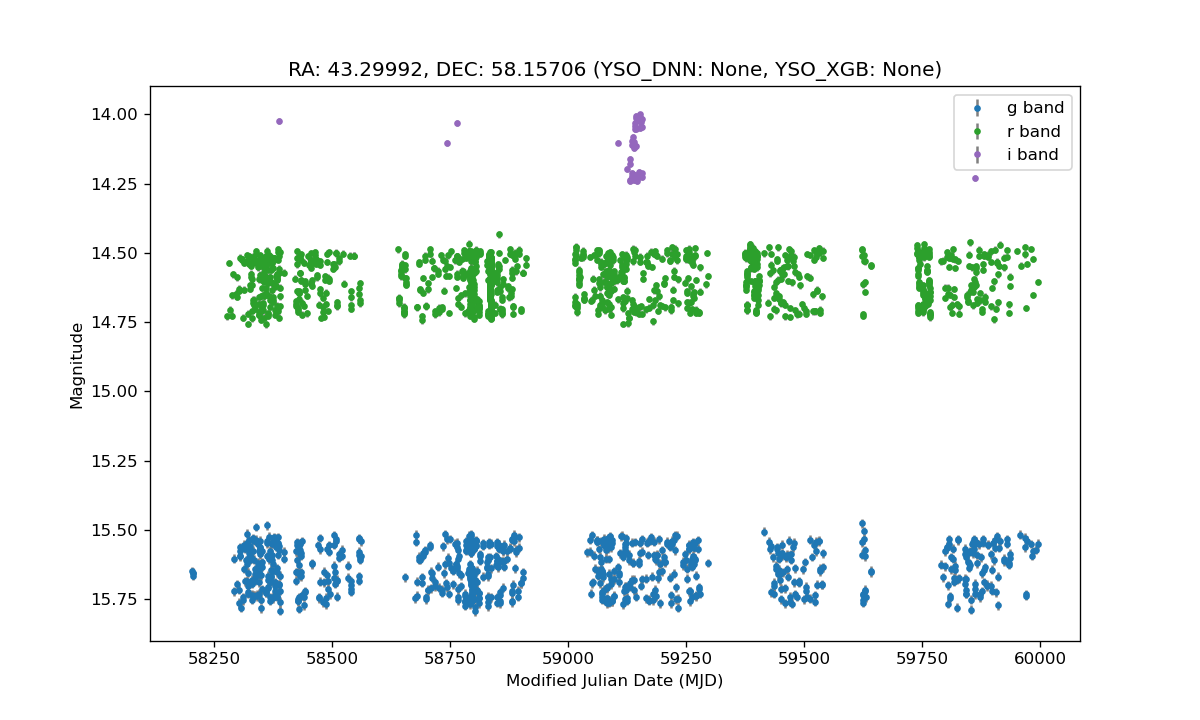 RA: 43.29992, DEC: 58.15706 (YSO_DNN: None, YSO_XGB: None)
g band
r band
i band
14.00
14.25
14.50
14.75
15.00
15.25
15.50
15.75
Magnitude
58250 58500 58750 59000 59250 59500 59750 60000
Modified Julian Date (MJD)